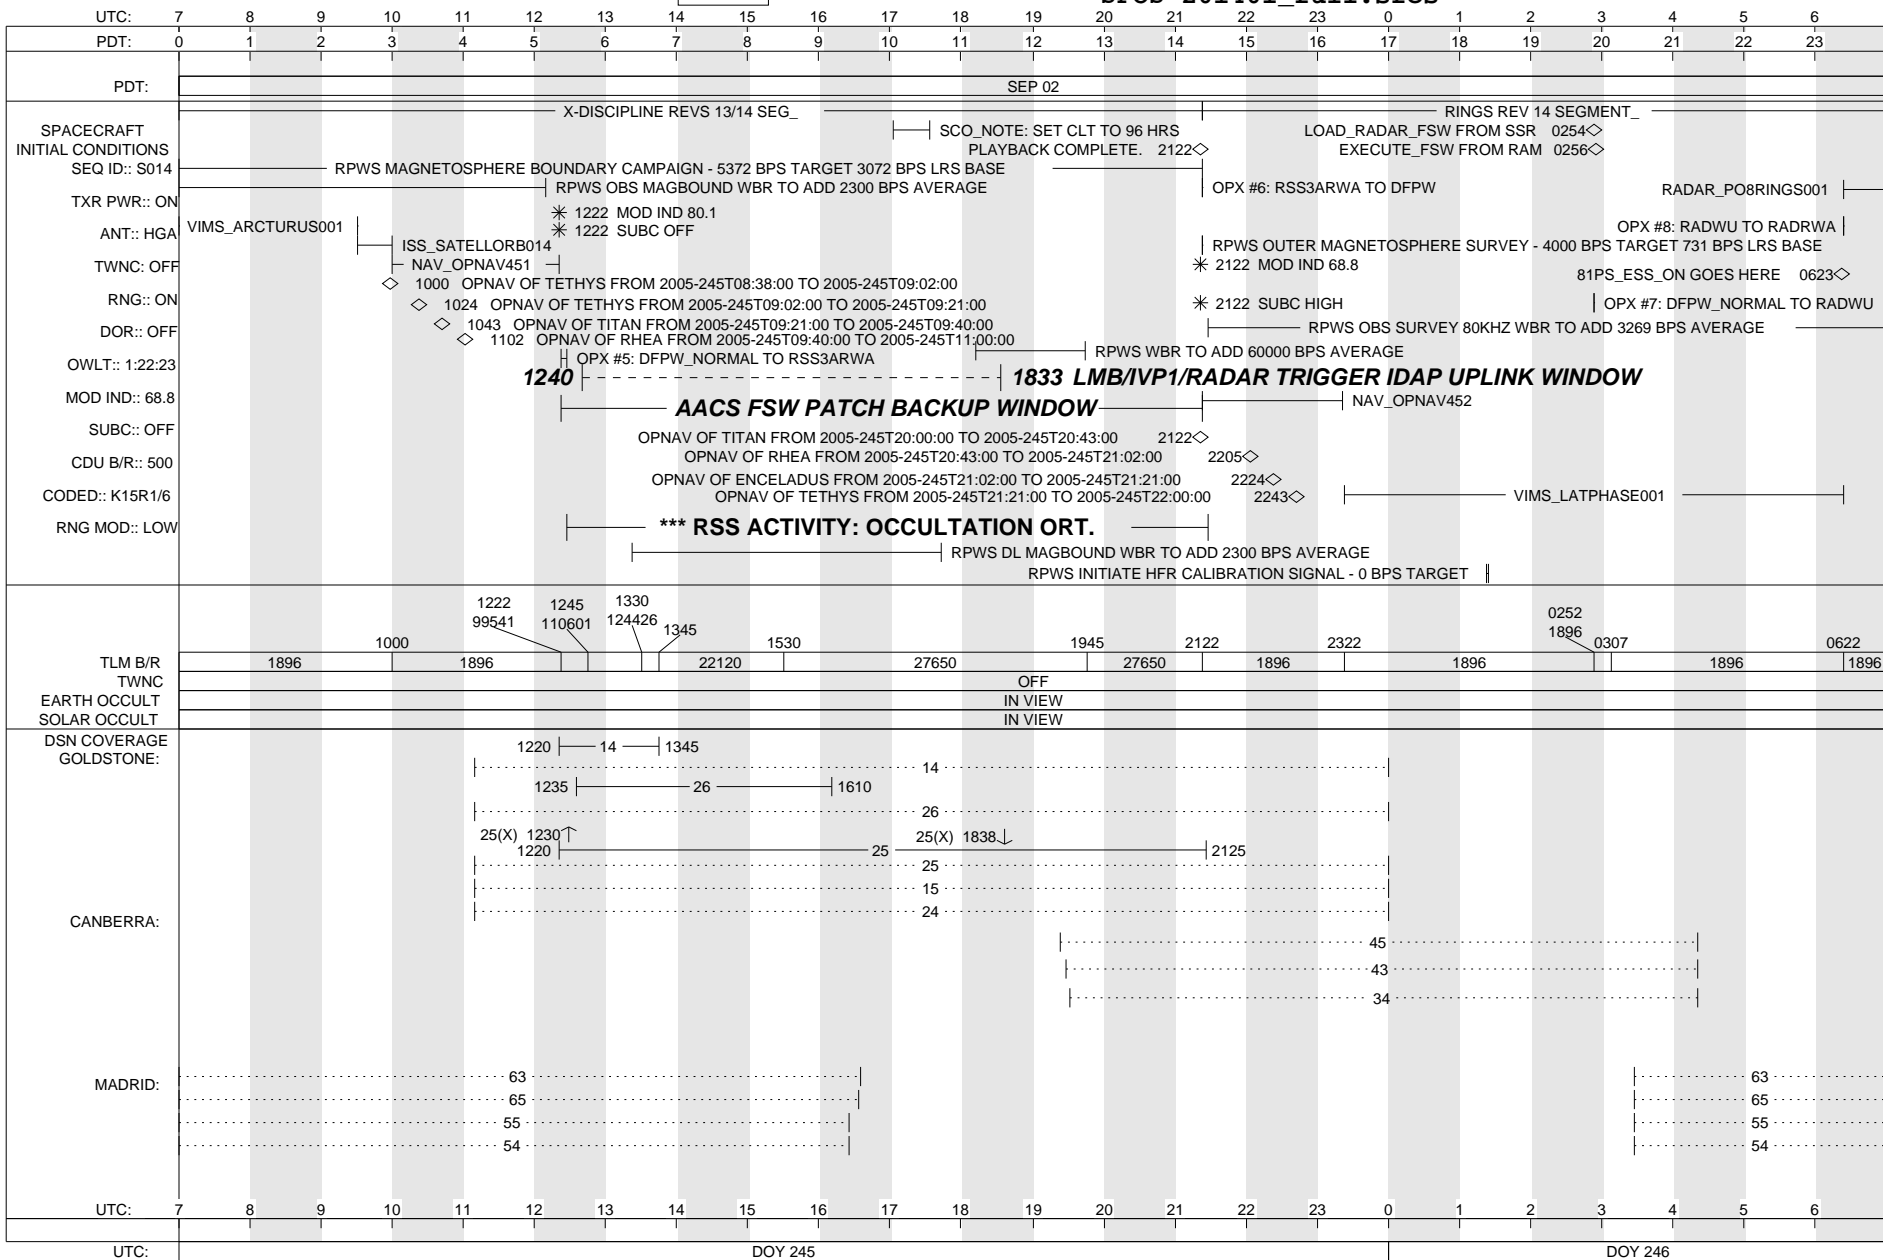 UTC: 7 8 9 10 11 12 13 14 15 16 17 18 19 20 21 22 23 0 1 2 3 4 5 6
PDT: 0 1 2 3 4 5 6 7 8 9 10 11 12 13 14 15 16 17 18 19 20 21 22 23
PDT: SEP 02
X-DISCIPLINE REVS 13/14 SEG_ RINGS REV 14 SEGMENT_
SPACECRAFT SCO_NOTE: SET CLT TO 96 HRS LOAD_RADAR_FSW FROM SSR 0254
INITIAL CONDITIONS PLAYBACK COMPLETE. 2122 EXECUTE_FSW FROM RAM 0256
SEQ ID:: S014 RPWS MAGNETOSPHERE BOUNDARY CAMPAIGN - 5372 BPS TARGET 3072 BPS LRS BASE
RPWS OBS MAGBOUND WBR TO ADD 2300 BPS AVERAGE OPX #6: RSS3ARWA TO DFPW RADAR_PO8RINGS001
TXR PWR:: ON
1222 MOD IND 80.1
VIMS_ARCTURUS001 1222 SUBC OFF OPX #8: RADWU TO RADRWA
ANT:: HGA
ISS_SATELLORB014 RPWS OUTER MAGNETOSPHERE SURVEY - 4000 BPS TARGET 731 BPS LRS BASE
TWNC: OFF NAV_OPNAV451 2122 MOD IND 68.8
81PS_ESS_ON GOES HERE 0623
1000 OPNAV OF TETHYS FROM 2005-245T08:38:00 TO 2005-245T09:02:00
RNG:: ON 1024 OPNAV OF TETHYS FROM 2005-245T09:02:00 TO 2005-245T09:21:00 2122 SUBC HIGH OPX #7: DFPW_NORMAL TO RADWU
1043 OPNAV OF TITAN FROM 2005-245T09:21:00 TO 2005-245T09:40:00
DOR:: OFF RPWS OBS SURVEY 80KHZ WBR TO ADD 3269 BPS AVERAGE
1102 OPNAV OF RHEA FROM 2005-245T09:40:00 TO 2005-245T11:00:00
OPX #5: DFPW_NORMAL TO RSS3ARWA RPWS WBR TO ADD 60000 BPS AVERAGE
OWLT:: 1:22:23
1240 1833 LMB/IVP1/RADAR TRIGGER IDAP UPLINK WINDOW
MOD IND:: 68.8
AACS FSW PATCH BACKUP WINDOW NAV_OPNAV452
SUBC:: OFF
OPNAV OF TITAN FROM 2005-245T20:00:00 TO 2005-245T20:43:00 2122
OPNAV OF RHEA FROM 2005-245T20:43:00 TO 2005-245T21:02:00 2205
CDU B/R:: 500
OPNAV OF ENCELADUS FROM 2005-245T21:02:00 TO 2005-245T21:21:00 2224
CODED:: K15R1/6 OPNAV OF TETHYS FROM 2005-245T21:21:00 TO 2005-245T22:00:00 2243 VIMS_LATPHASE001
RNG MOD:: LOW *** RSS ACTIVITY: OCCULTATION ORT.
RPWS DL MAGBOUND WBR TO ADD 2300 BPS AVERAGE
RPWS INITIATE HFR CALIBRATION SIGNAL - 0 BPS TARGET
1222 1245 1330 0252
99541 110601 124426 1345 1896
1000 1530 1945 2122 2322 0307 0622
TLM B/R 1896 1896 22120 27650 27650 1896 1896 1896 1896
TWNC OFF
EARTH OCCULT IN VIEW
SOLAR OCCULT IN VIEW
DSN COVERAGE
1220 14 1345
GOLDSTONE:
14
1235 26 1610
26
25(X) 1230 25(X) 1838
1220 25 2125
25
15
24
CANBERRA:
45
43
34
MADRID:
63 63
65 65
55 55
54 54
UTC: 7 8 9 10 11 12 13 14 15 16 17 18 19 20 21 22 23 0 1 2 3 4 5 6
UTC: DOY 245 DOY 246